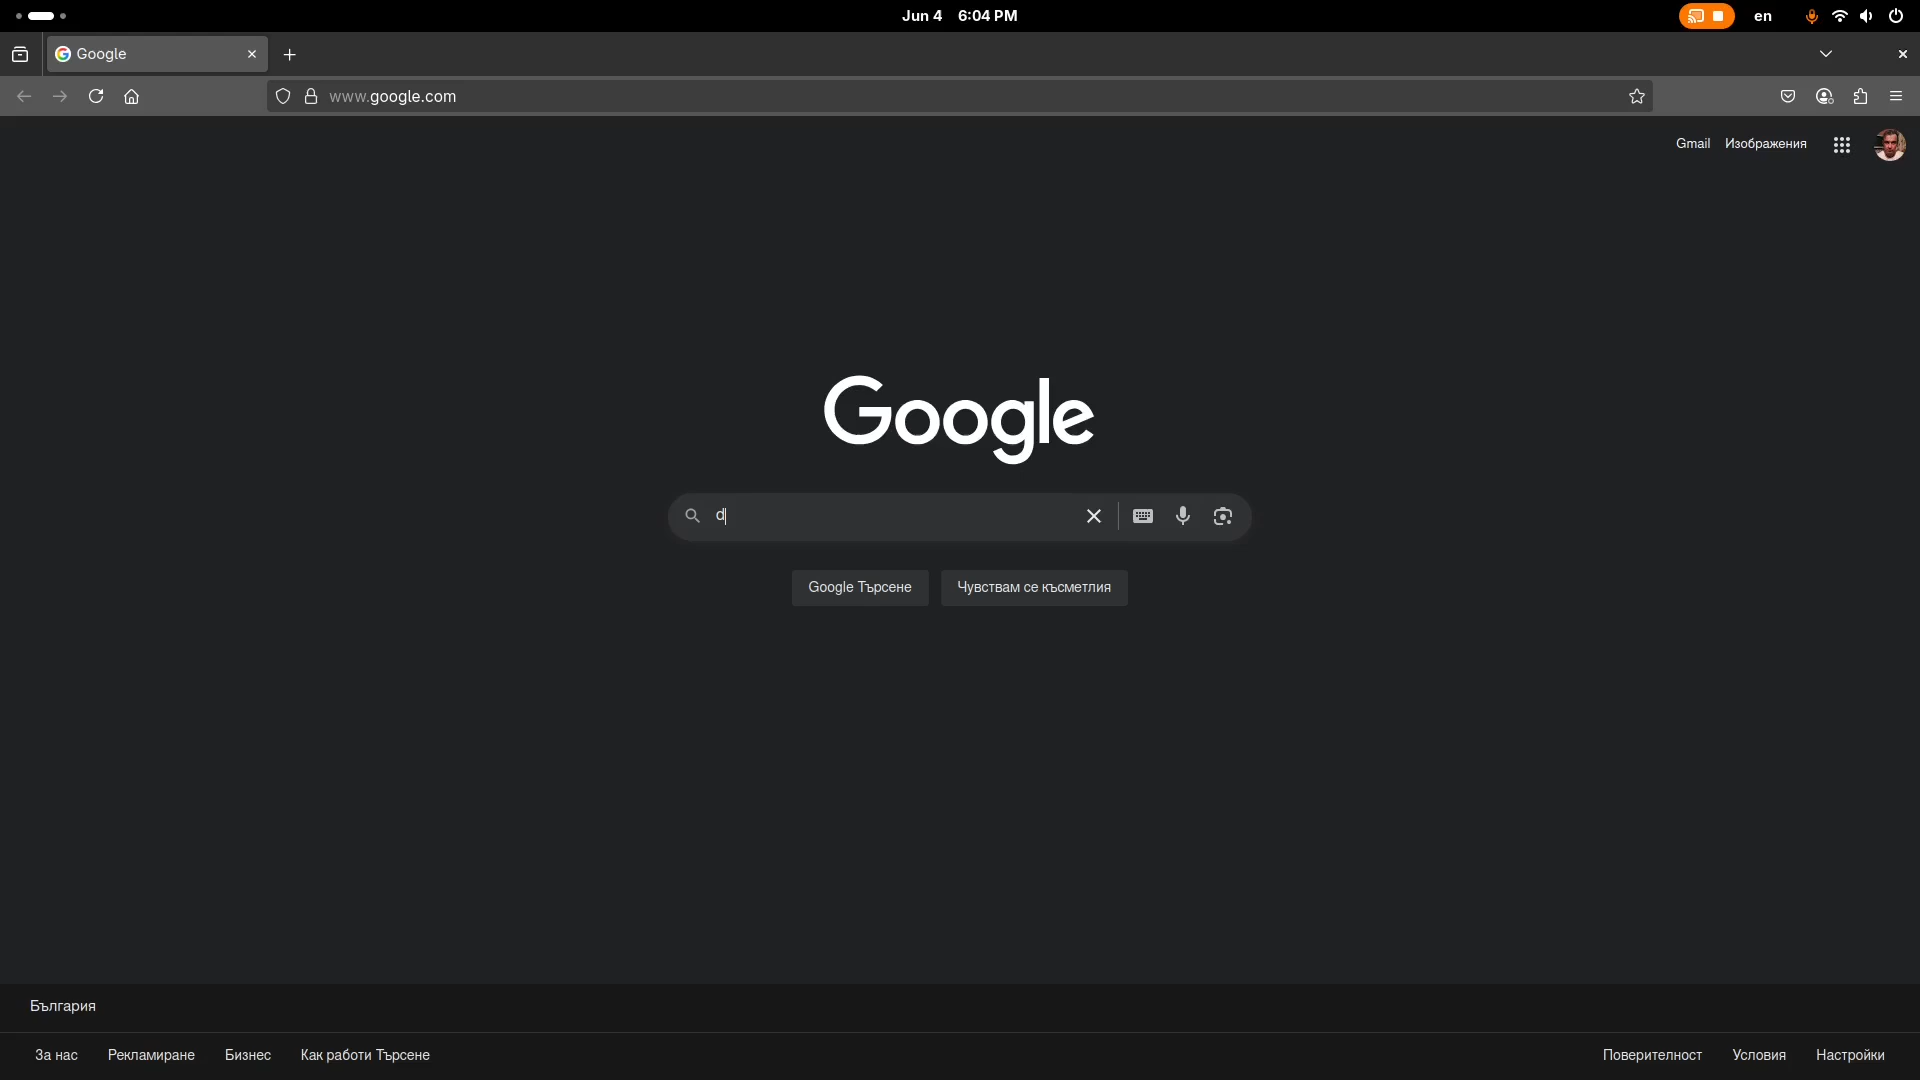 Jun 4 6:04 PM
en
Google
www.google.com
Gmail Изображения
Google
d
Google Търсене Чувствам се късметлия
България
За нас Рекламиране Бизнес Как работи Търсене Поверителност Условия Настройки